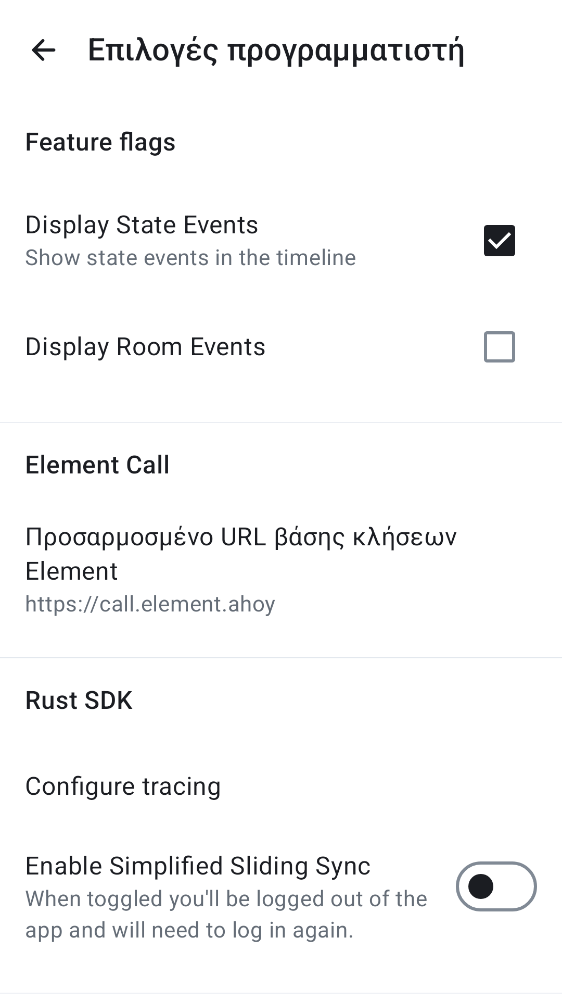 Επιλογές προγραμματιστή
Feature flags
Display State Events
Show state events in the timeline
Display Room Events
Element Call
Προσαρμοσμένο URL βάσης κλήσεων
Element
https://call.element.ahoy
Rust SDK
Configure tracing
Enable Simplified Sliding Sync
When toggled you'll be logged out of the
app and will need to log in again.